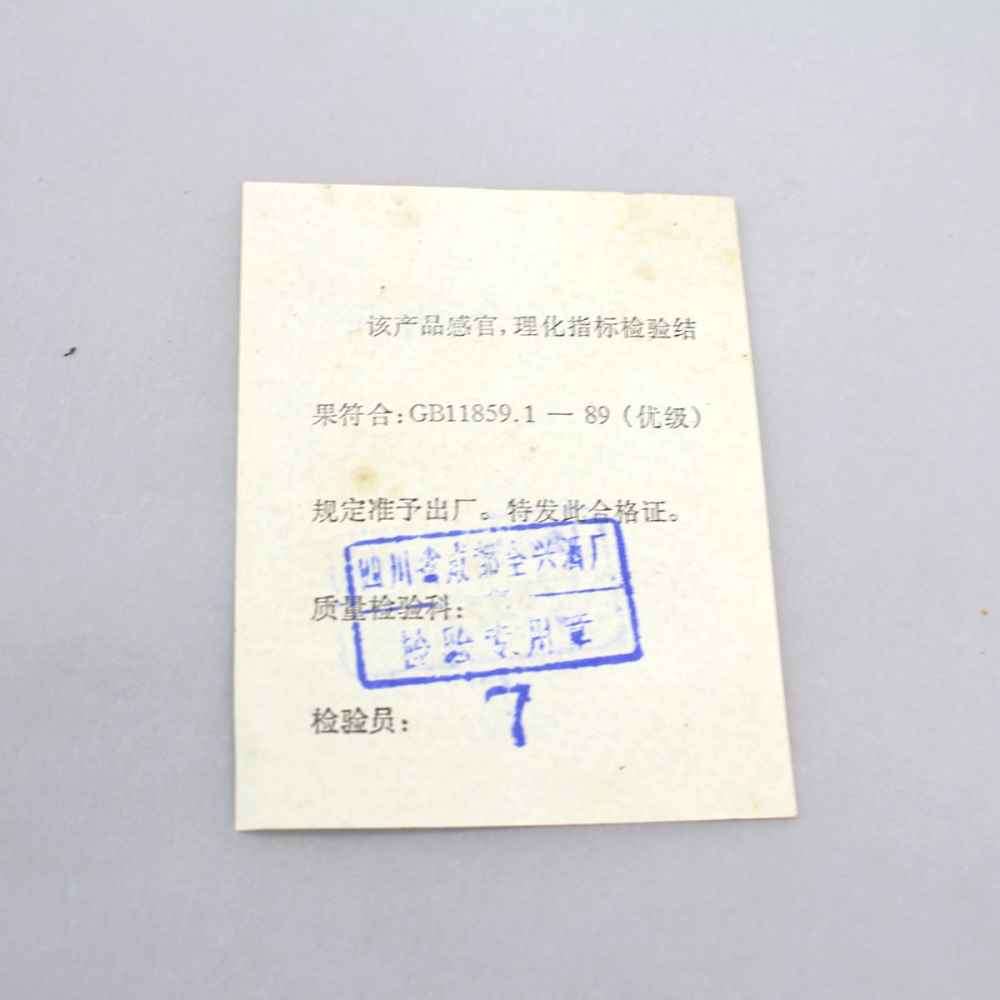 该产品感官,理化指标检验结
果符合:GB11859.1—89(优级)
规定准予出厂。特发此合格证。
四川省成都全兴酒厂
质量检验科:
检验专用章
检验员:
7